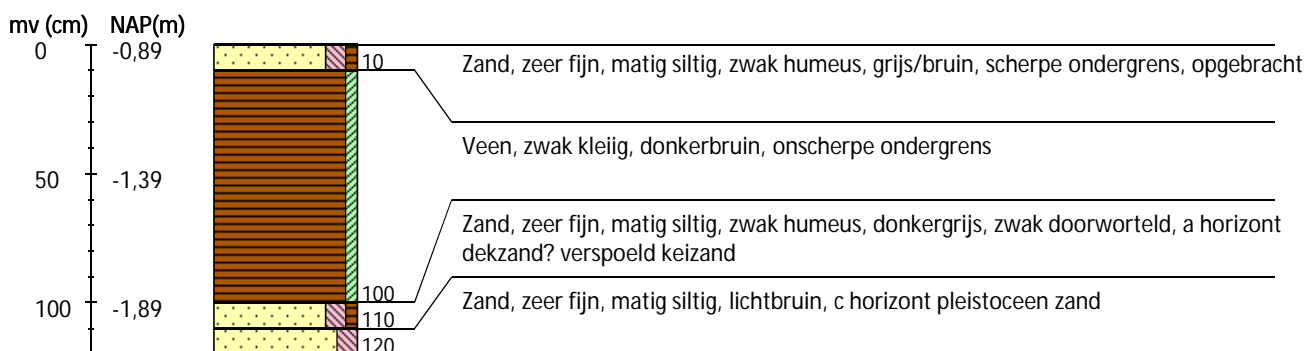 mv (cm) NAP(m)
0 -0,89
10
Zand, zeer fijn, matig siltig, zwak humeus, grijs/bruin, scherpe ondergrens, opgebracht
Veen, zwak kleiig, donkerbruin, onscherpe ondergrens
50 -1,39
Zand, zeer fijn, matig siltig, zwak humeus, donkergrijs, zwak doorworteld, a horizont
dekzand? verspoeld keizand
100
100 -1,89
Zand, zeer fijn, matig siltig, lichtbruin, c horizont pleistoceen zand
110
120